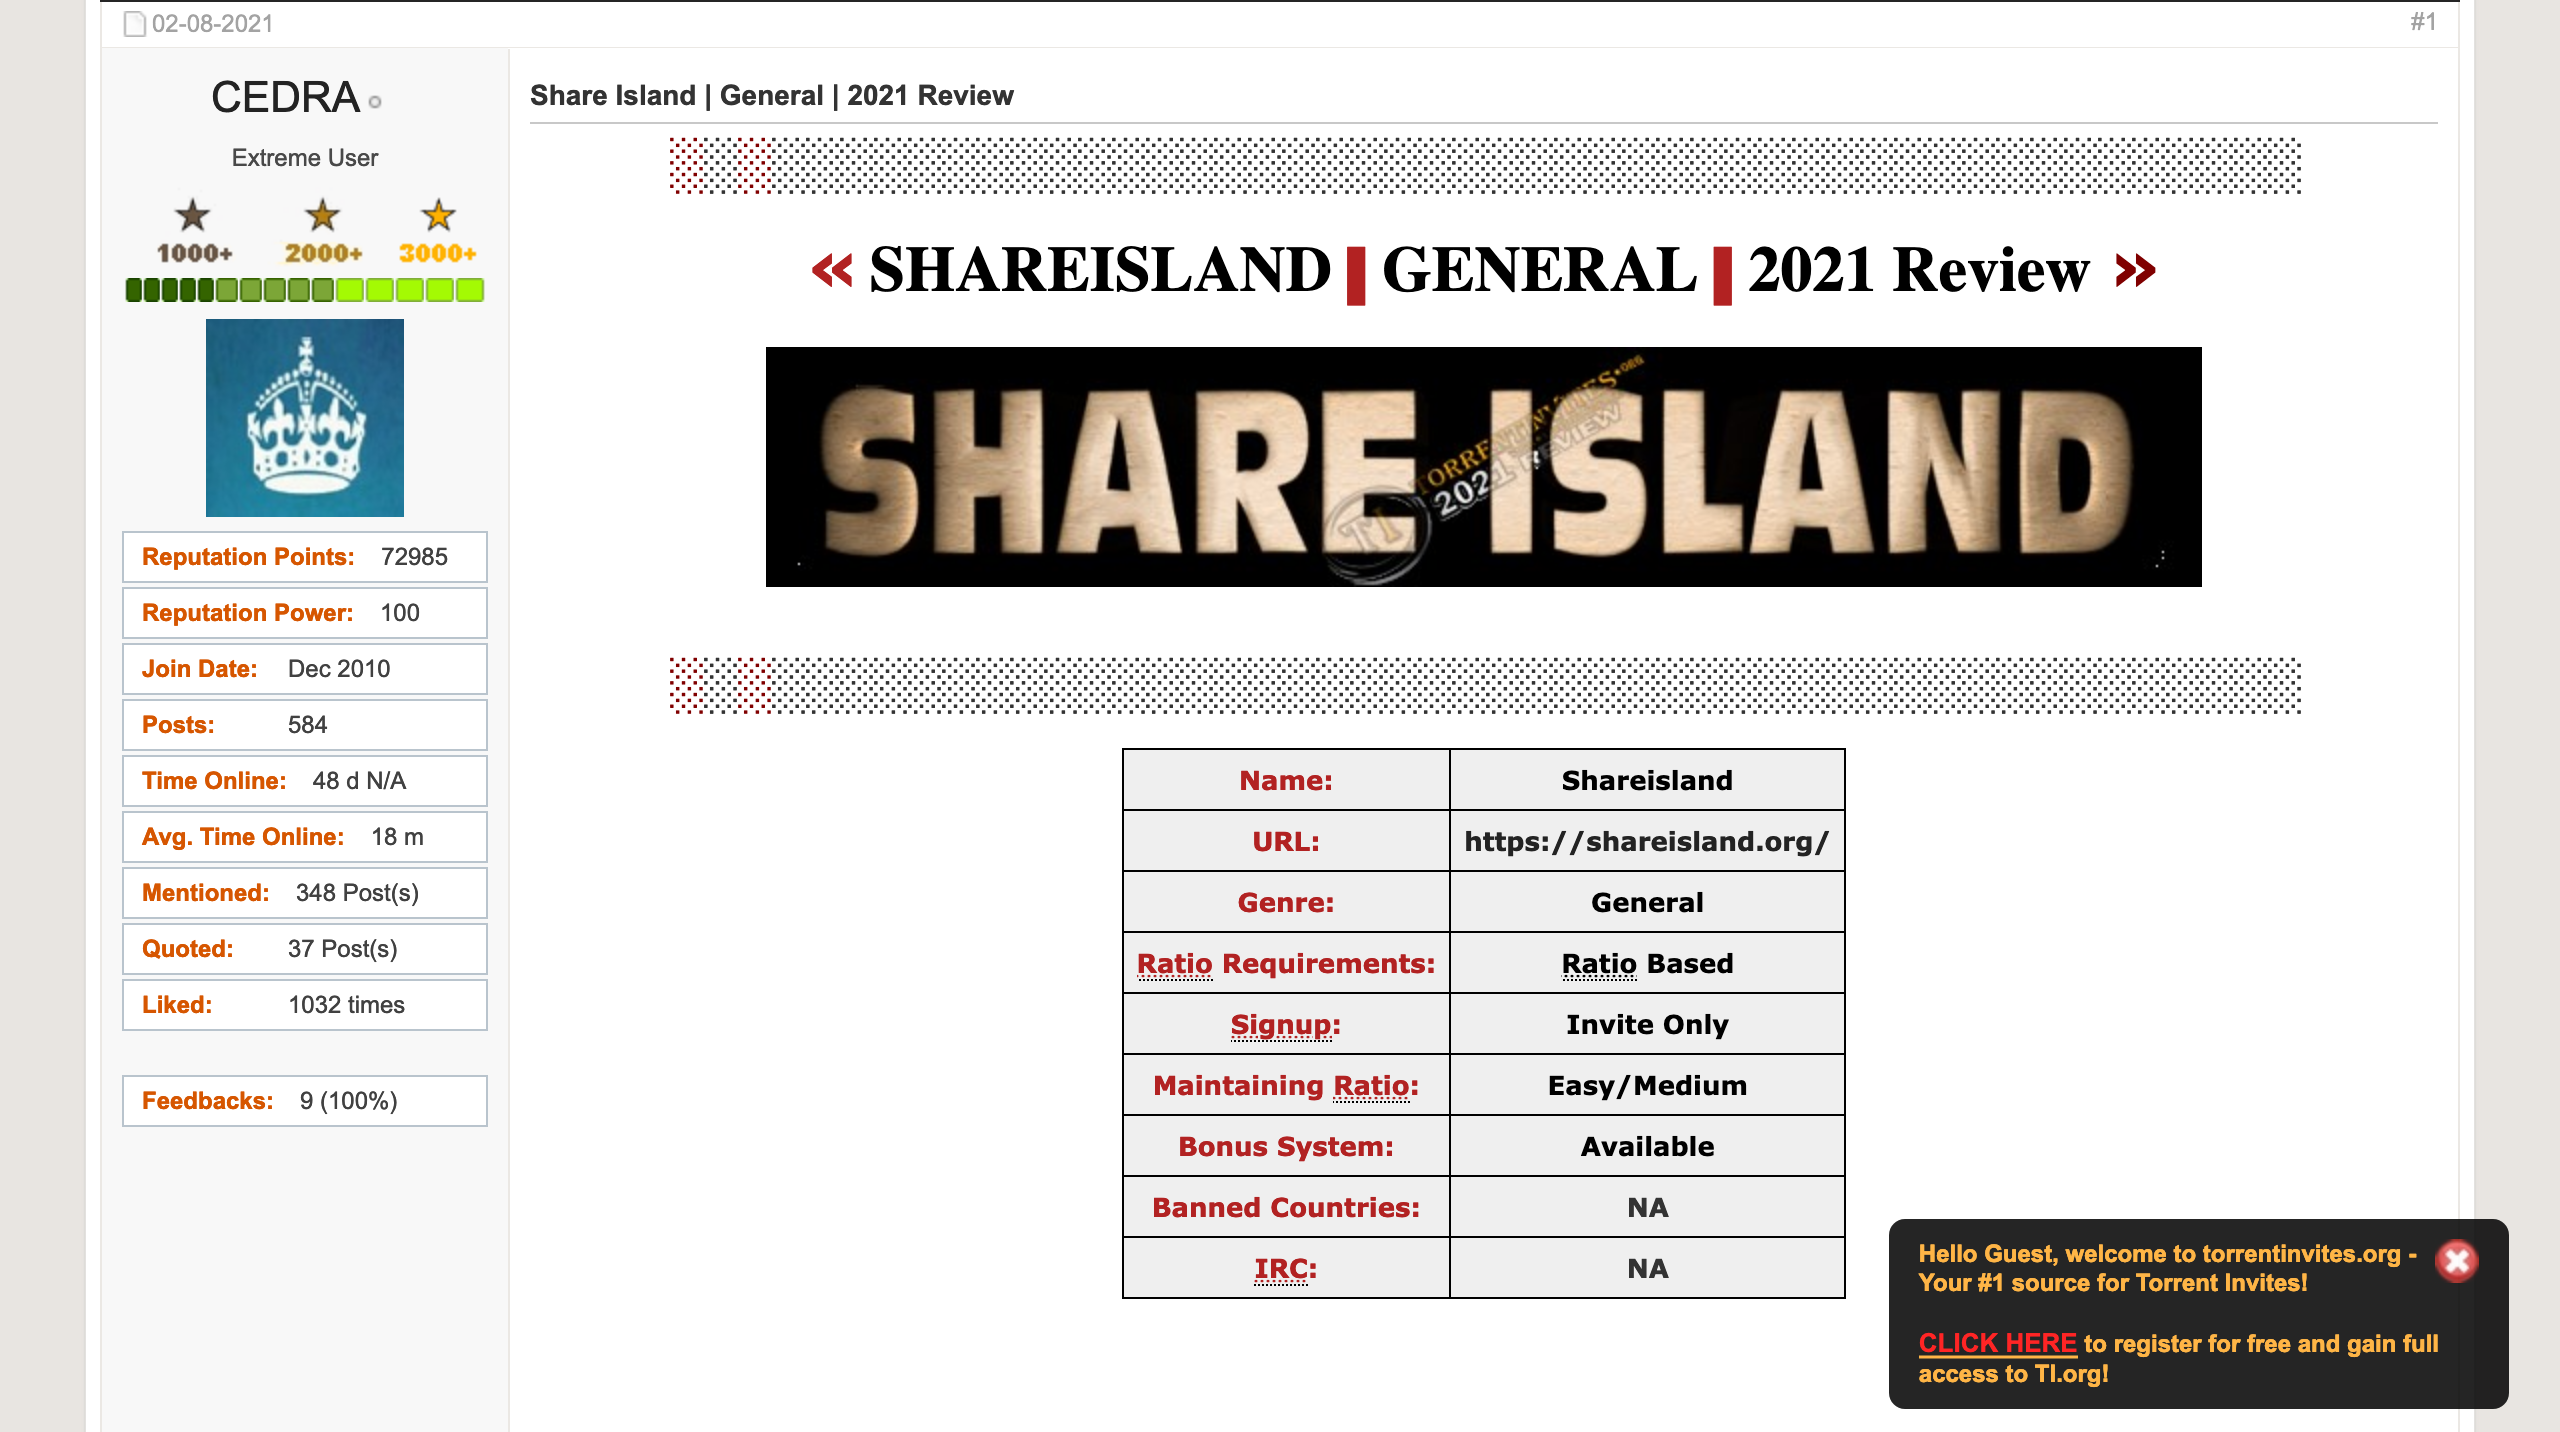 02-08-2021
#1
CEDRA
Extreme User
1000+ 2000+ 3000+
Reputation Points: 72985
Reputation Power: 100
Join Date: Dec 2010
Posts: 584
Time Online: 48 d N/A
Avg. Time Online: 18 m
Mentioned: 348 Post(s)
Quoted: 37 Post(s)
Liked: 1032 times
Feedbacks: 9 (100%)
Share Island | General | 2021 Review
« SHAREISLAND | GENERAL | 2021 Review »
SHARE ISLAND
TORRENTINVITES.ORG
2021 REVIEW
TI
Name: Shareisland
URL: https://shareisland.org/
Genre: General
Ratio Requirements: Ratio Based
Signup: Invite Only
Maintaining Ratio: Easy/Medium
Bonus System: Available
Banned Countries: NA
IRC: NA
Hello Guest, welcome to torrentinvites.org -
Your #1 source for Torrent Invites!
CLICK HERE to register for free and gain full
access to TI.org!